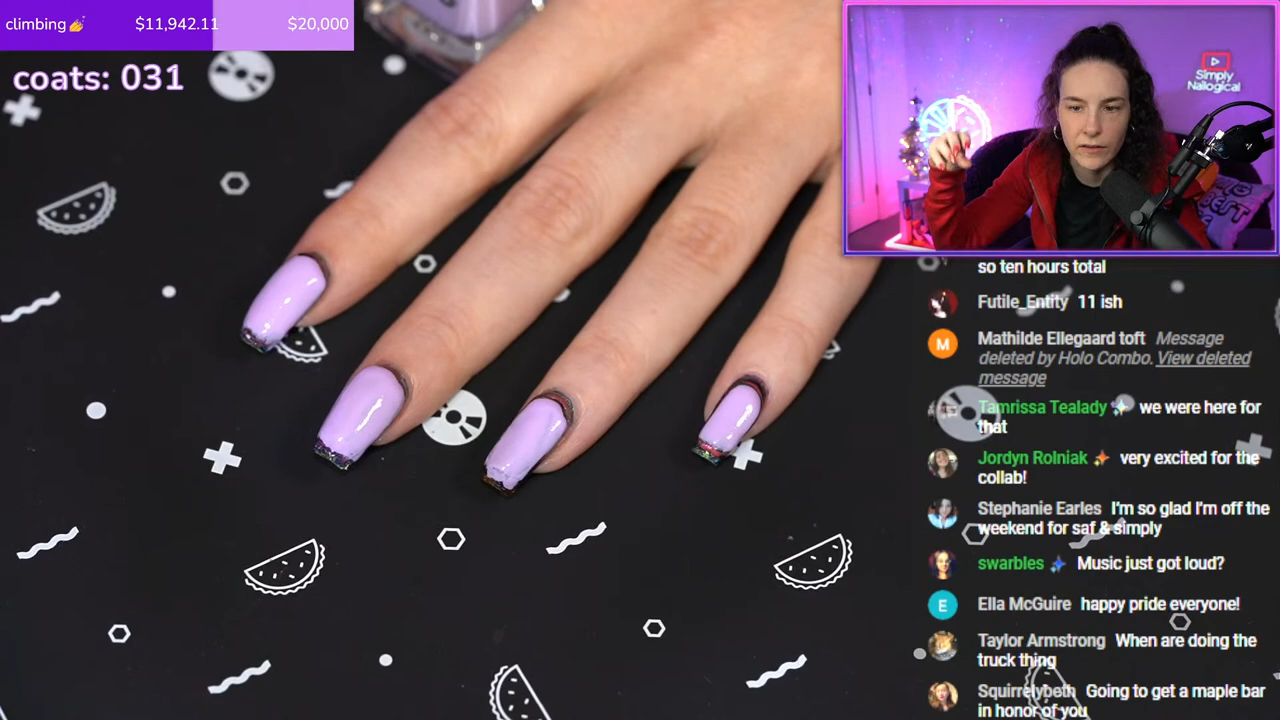 climbing💅 $11,942.11 $20,000
coats: 031
Simply
Nailogical
so ten hours total
Futile_Entity 11 ish
Mathilde Ellegaard toft Message
deleted by Holo Combo. View deleted
message
M
Tamrissa Tealady we were here for
that
Jordyn Rolniak very excited for the
collab!
Stephanie Earles I'm so glad I'm off the
weekend for saf & simply
swarbles Music just got loud?
E
Ella McGuire happy pride everyone!
Taylor Armstrong When are doing the
truck thing
Squirrelybeth Going to get a maple bar
in honor of you